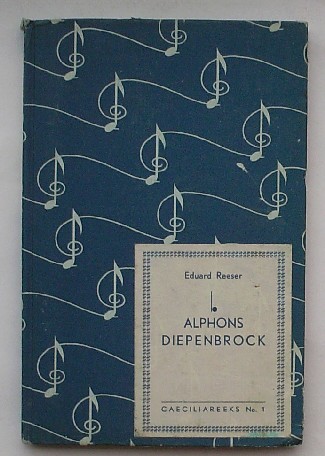 Eduard Reeser
ALPHONS
DIEPENBROCK
CAECILIAREEKS No. 1